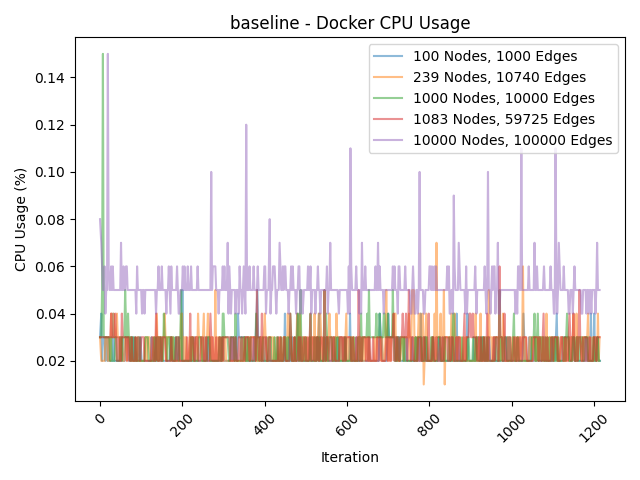 baseline - Docker CPU Usage
100 Nodes, 1000 Edges
239 Nodes, 10740 Edges
1000 Nodes, 10000 Edges
1083 Nodes, 59725 Edges
10000 Nodes, 100000 Edges
CPU Usage (%)
0.14
0.12
0.10
0.08
0.06
0.04
0.02
0
200
400
600
800
1000
1200
Iteration